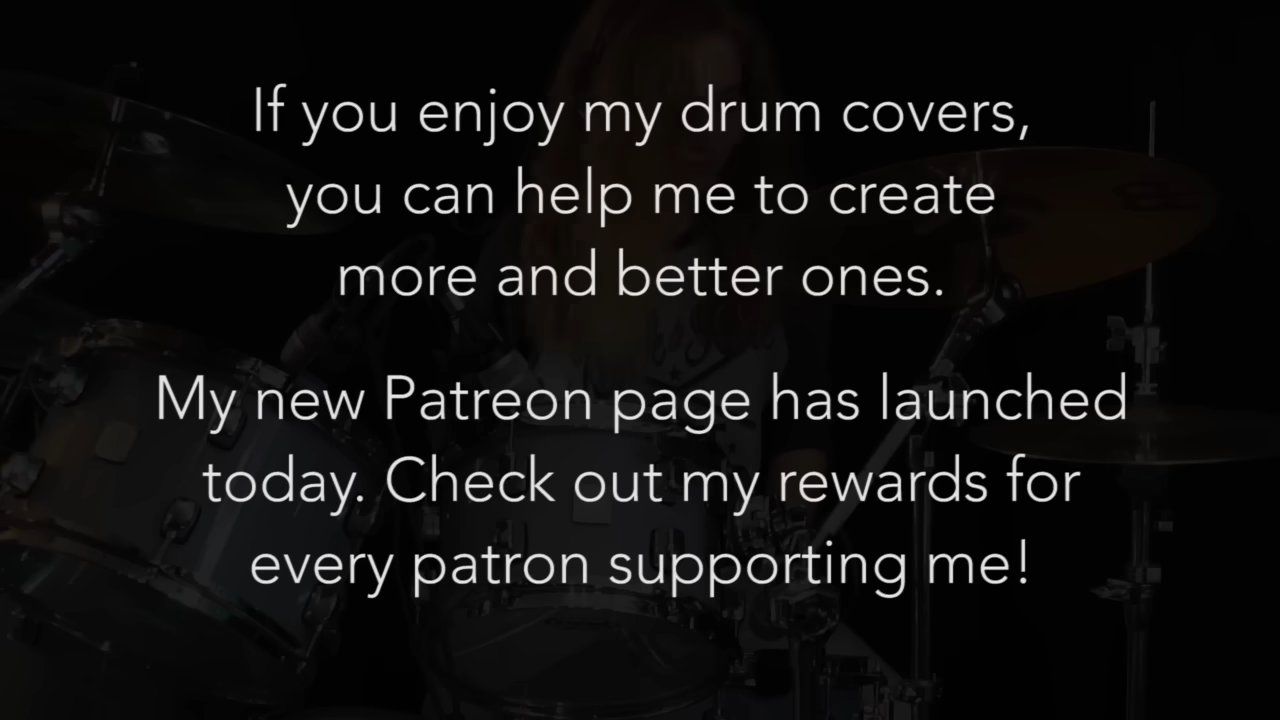 If you enjoy my drum covers,
you can help me to create
more and better ones.
My new Patreon page has launched
today. Check out my rewards for
every patron supporting me!